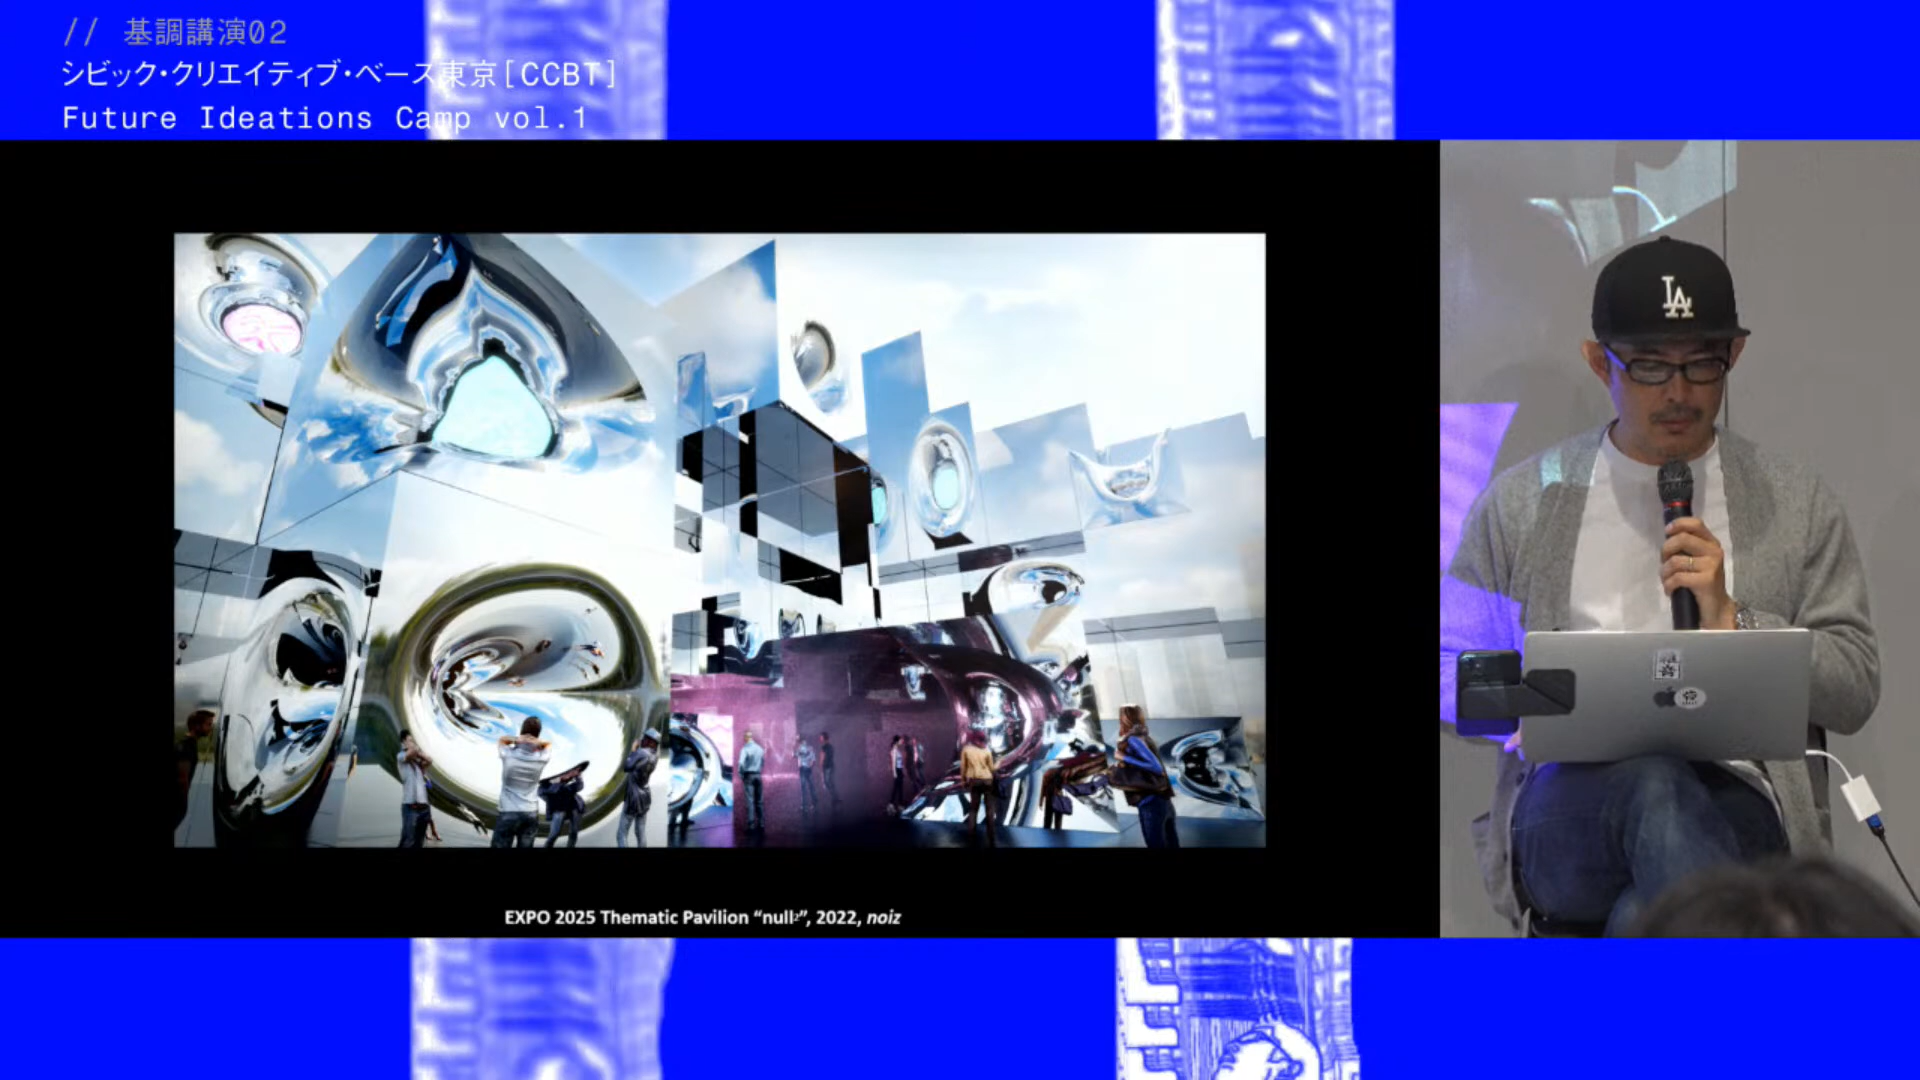 // 基調講演02
シビック・クリエイティブ・ベース東京[CCBT]
Future Ideations Camp vol.1
LA
EXPO 2025 Thematic Pavilion “null²”, 2022, noiz